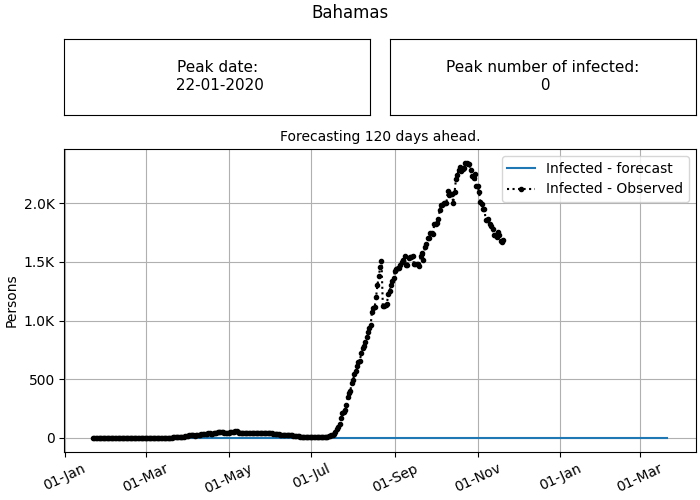 Bahamas
Peak date:
22-01-2020
Peak number of infected:
0
Forecasting 120 days ahead.
Infected - forecast
Infected - Observed
Persons
2.0K
1.5K
1.0K
500
0
01-Jan
01-Mar
01-May
01-Jul
01-Sep
01-Nov
01-Jan
01-Mar